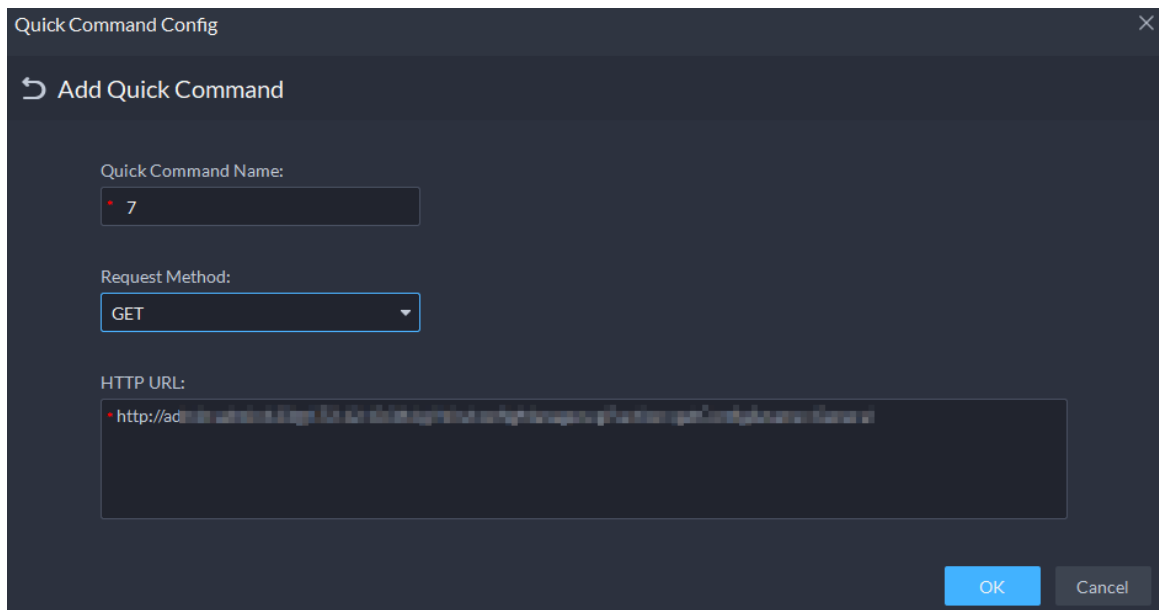 Quick Command Config
Add Quick Command
Quick Command Name:
* 7
Request Method:
GET
HTTP URL:
* http://ad
OK Cancel